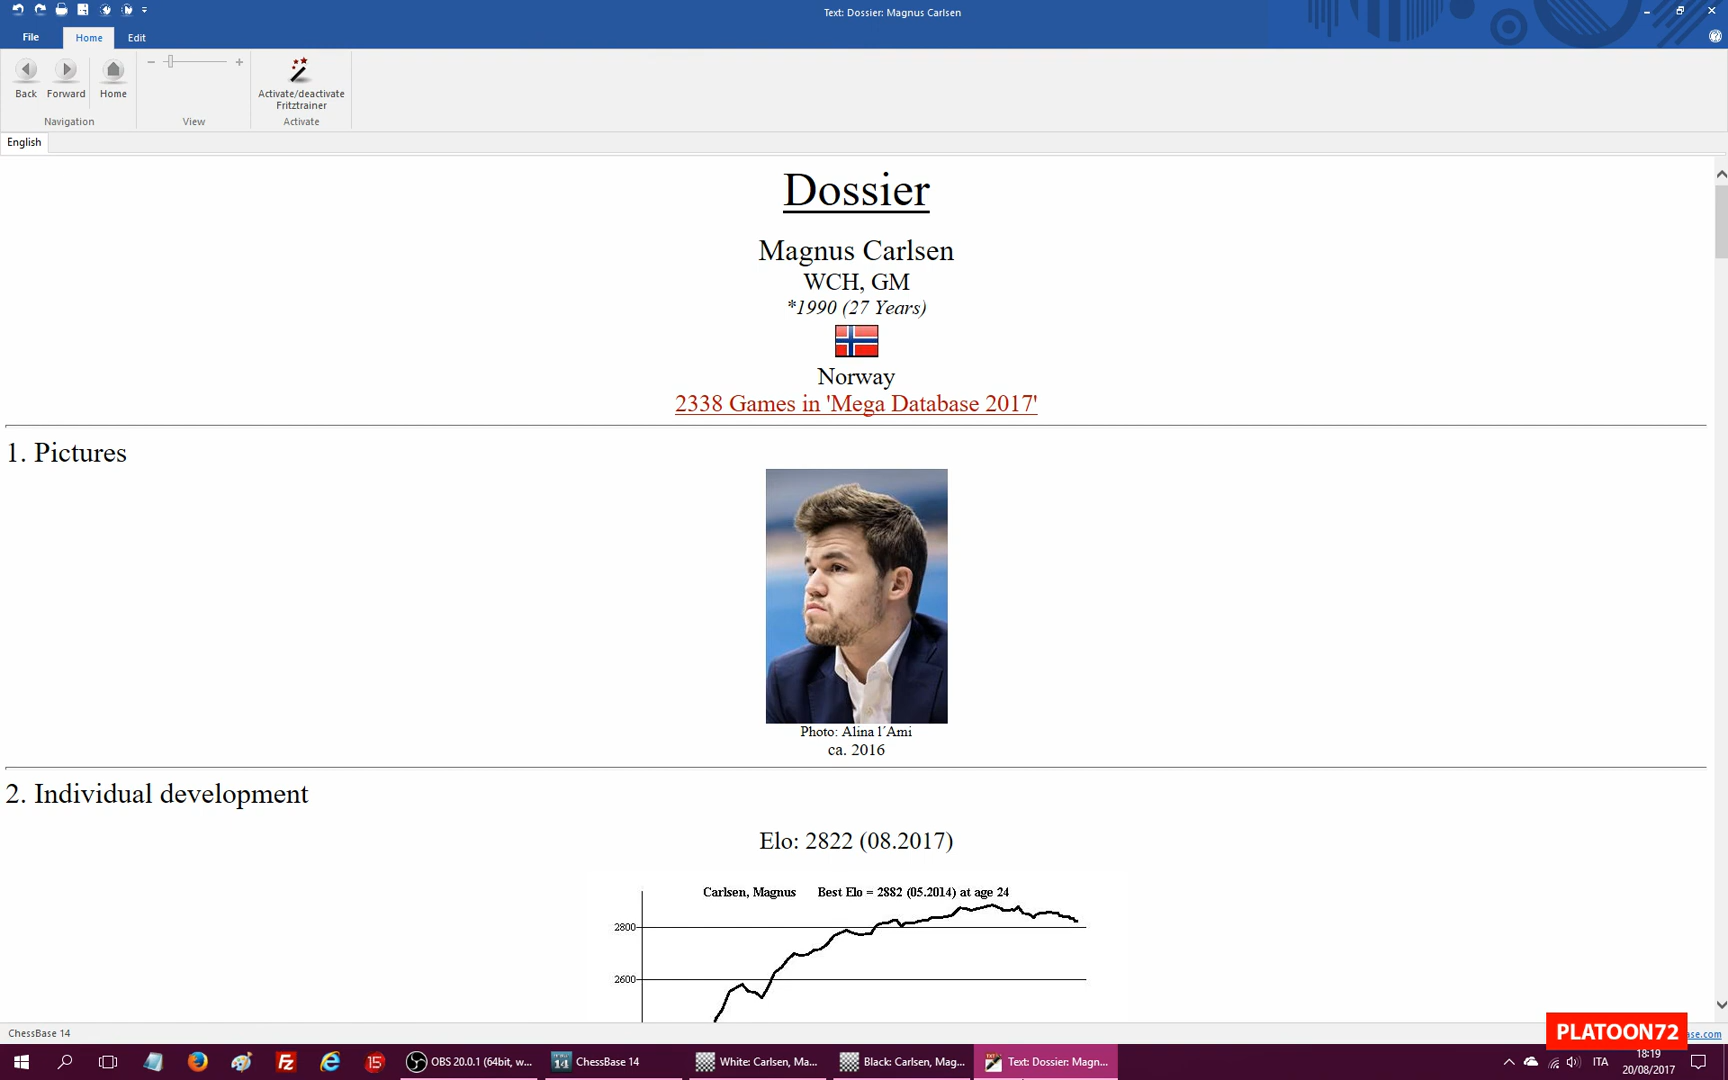 Text: Dossier: Magnus Carlsen
File Home Edit
Back Forward Home
Activate/deactivate
Fritztrainer
Navigation View Activate
English
Dossier
Magnus Carlsen
WCH, GM
*1990 (27 Years)
Norway
2338 Games in 'Mega Database 2017'
1. Pictures
Photo: Alina l´Ami
ca. 2016
2. Individual development
Elo: 2822 (08.2017)
Carlsen, Magnus Best Elo = 2882 (05.2014) at age 24
2800
2600
ChessBase 14
PLATOON72
ase.com
15
OBS 20.0.1 (64bit, w...
14
ChessBase 14
White: Carlsen, Ma...
Black: Carlsen, Mag...
Text: Dossier: Magn...
ITA
18:19
20/08/2017